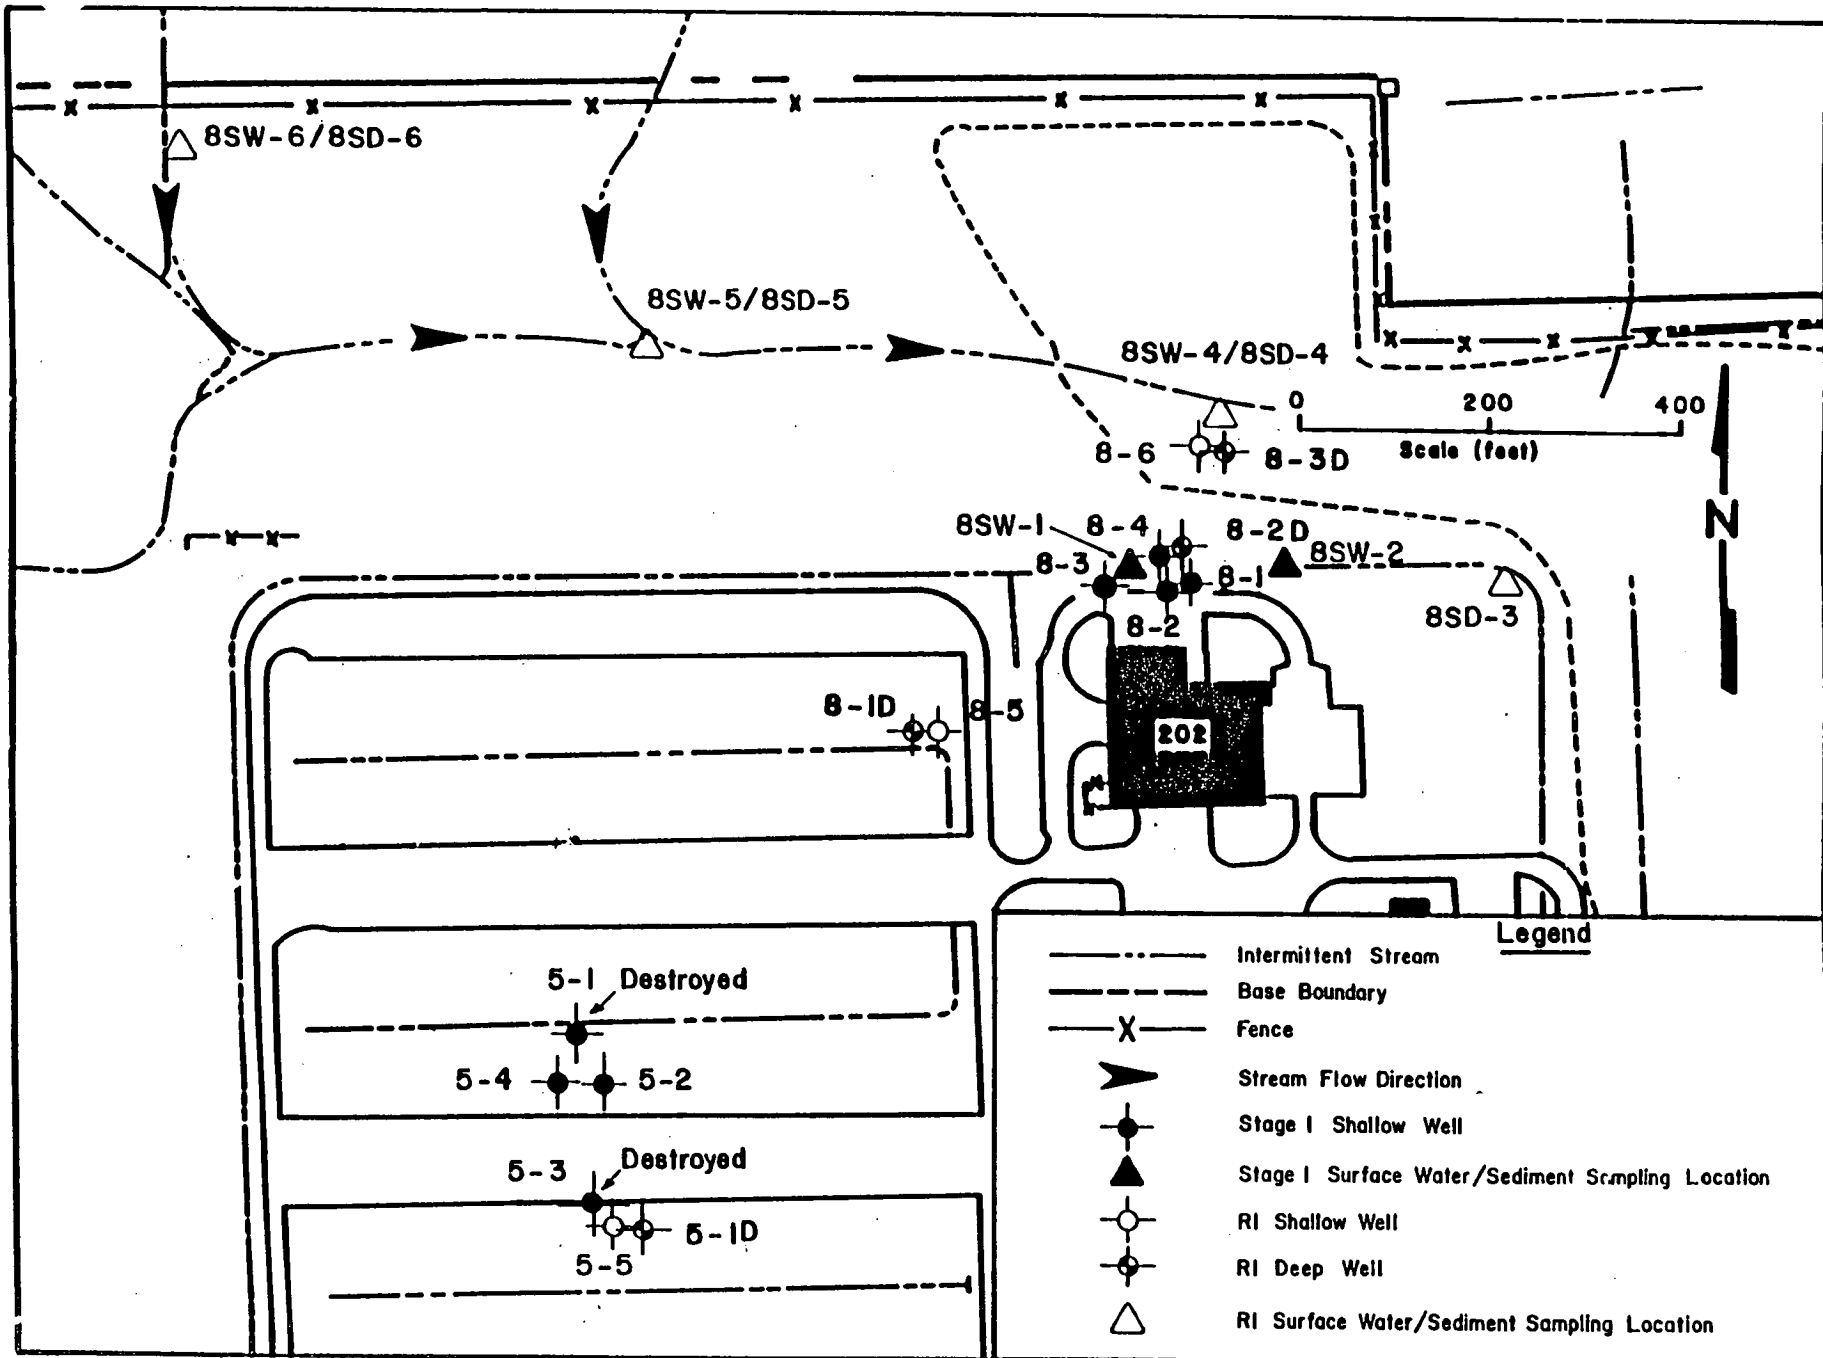 8SW-6/8SD-6
8SW-5/8SD-5
8SW-4/8SD-4
0 200 400
Scale (feet)
8-6
8-3D
N
8SW-1
8-4
8-2D
8SW-2
8-3
8-1
8SD-3
8-2
8-1D
8-5
202
Legend
5-1 Destroyed
5-4
5-2
5-3 Destroyed
5-1D
5-5
Intermittent Stream
Base Boundary
X Fence
Stream Flow Direction
Stage 1 Shallow Well
Stage 1 Surface Water/Sediment Sampling Location
RI Shallow Well
RI Deep Well
RI Surface Water/Sediment Sampling Location